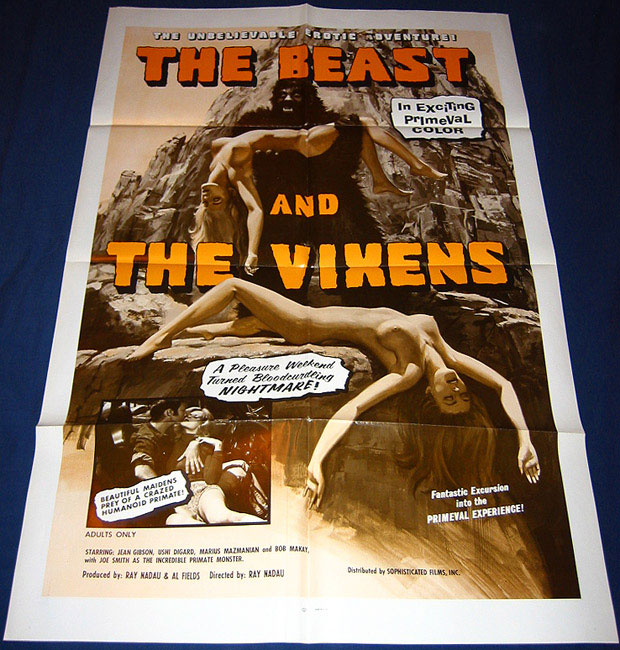 THE UNBELIEVABLE EROTIC ADVENTURE!
THE BEAST
In Exciting
Primeval
COLOR
AND
THE VIXENS
A Pleasure Weekend
Turned Bloodcurdling
NIGHTMARE!
BEAUTIFUL MAIDENS
PREY OF A CRAZED
HUMANOID PRIMATE!
Fantastic Excursion
into the
PRIMEVAL EXPERIENCE!
ADULTS ONLY
STARRING: JEAN GIBSON, USHI DIGARD, MARIUS MAZMANIAN and BOB MAKAY,
with JOE SMITH AS THE INCREDIBLE PRIMATE MONSTER.
Produced by: RAY NADAU & AL FIELDS Directed by: RAY NADAU
Distributed by SOPHISTICATED FILMS, INC.